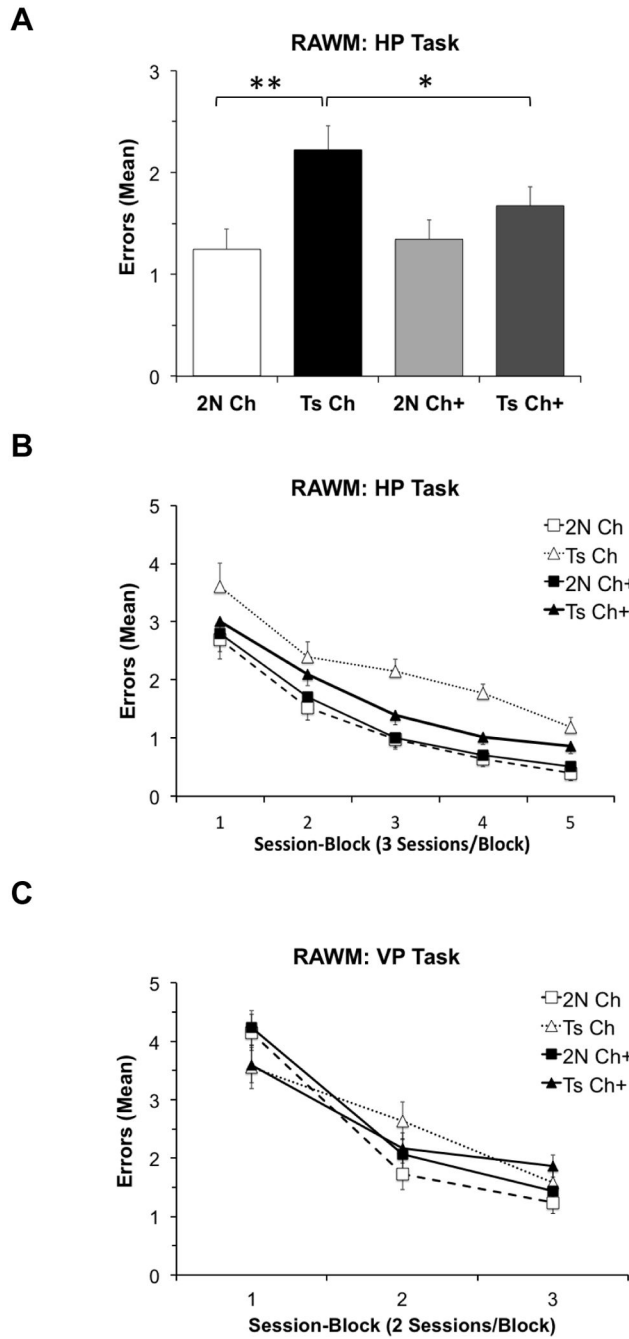 A
RAWM: HP Task
Errors (Mean)
3
2
1
0
**
*
2N Ch
Ts Ch
2N Ch+
Ts Ch+
B
RAWM: HP Task
Errors (Mean)
5
4
3
2
1
0
2N Ch
Ts Ch
2N Ch+
Ts Ch+
1 2 3 4 5
Session-Block (3 Sessions/Block)
C
RAWM: VP Task
Errors (Mean)
5
4
3
2
1
0
2N Ch
Ts Ch
2N Ch+
Ts Ch+
1 2 3
Session-Block (2 Sessions/Block)